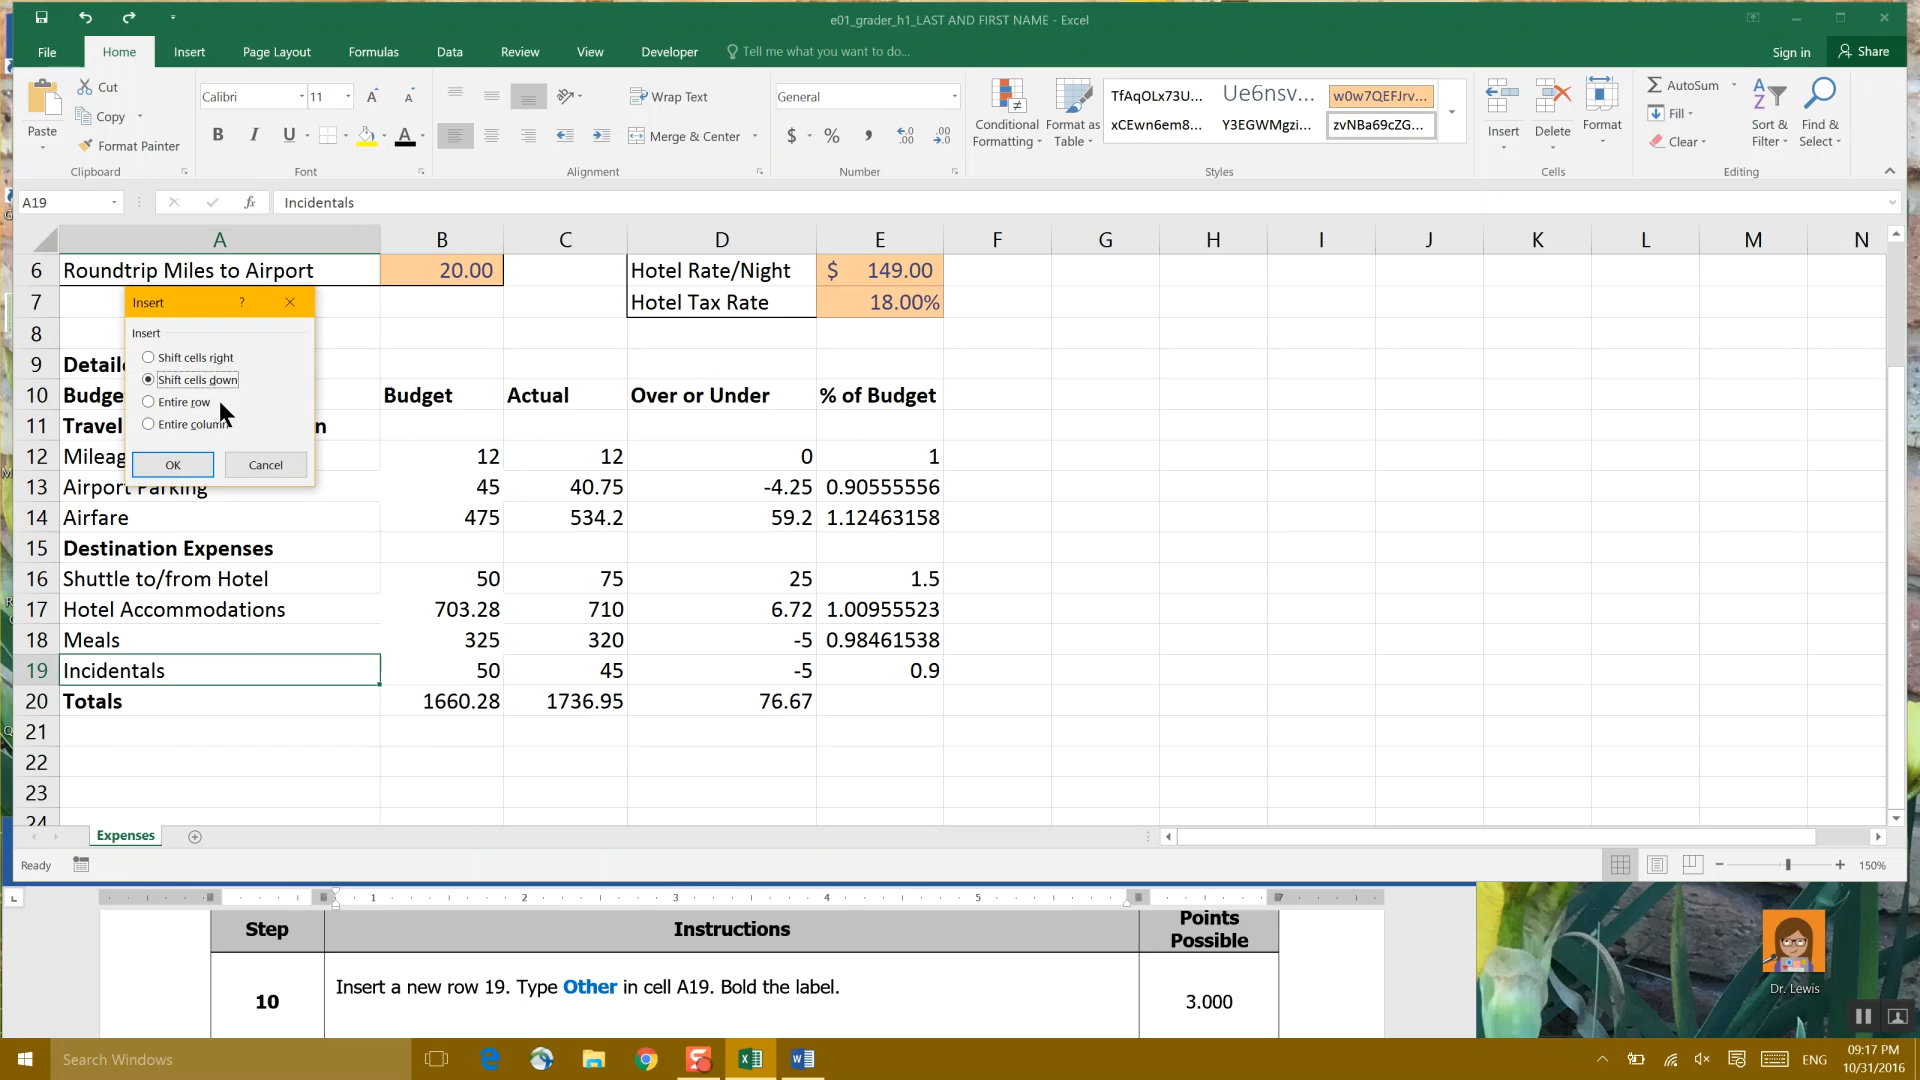 e01_grader_h1_LAST AND FIRST NAME - Excel
File Home Insert Page Layout Formulas Data Review View Developer Tell me what you want to do... Sign in Share
Paste
Cut
Copy
Format Painter
Clipboard
Calibri 11
B I U
Font
Wrap Text
Merge & Center
Alignment
General
$ % ,
Number
Conditional Formatting
Format as Table
TfAqOLx73U... Ue6nsv... w0w7QEFJrv...
xCEwn6em8... Y3EGWMgzi... zvNBa69cZG...
Styles
Insert Delete Format
Cells
AutoSum
Fill
Clear
Sort & Filter
Find & Select
Editing
A19 fx Incidentals
A B C D E F G H I J K L M N
6 Roundtrip Miles to Airport 20.00 Hotel Rate/Night $ 149.00
7 Hotel Tax Rate 18.00%
8
9 Detaile
10 Budge Budget Actual Over or Under % of Budget
11 Travel n
12 Mileag 12 12 0 1
13 Airport Parking 45 40.75 -4.25 0.90555556
14 Airfare 475 534.2 59.2 1.12463158
15 Destination Expenses
16 Shuttle to/from Hotel 50 75 25 1.5
17 Hotel Accommodations 703.28 710 6.72 1.00955523
18 Meals 325 320 -5 0.98461538
19 Incidentals 50 45 -5 0.9
20 Totals 1660.28 1736.95 76.67
21
22
23
24
Insert ?
Insert
Shift cells right
Shift cells down
Entire row
Entire column
OK Cancel
Expenses
Ready 150%
1 2 3 4 5 7
Step Instructions Points Possible
10 Insert a new row 19. Type Other in cell A19. Bold the label. 3.000
Dr. Lewis
Search Windows
ENG
09:17 PM
10/31/2016